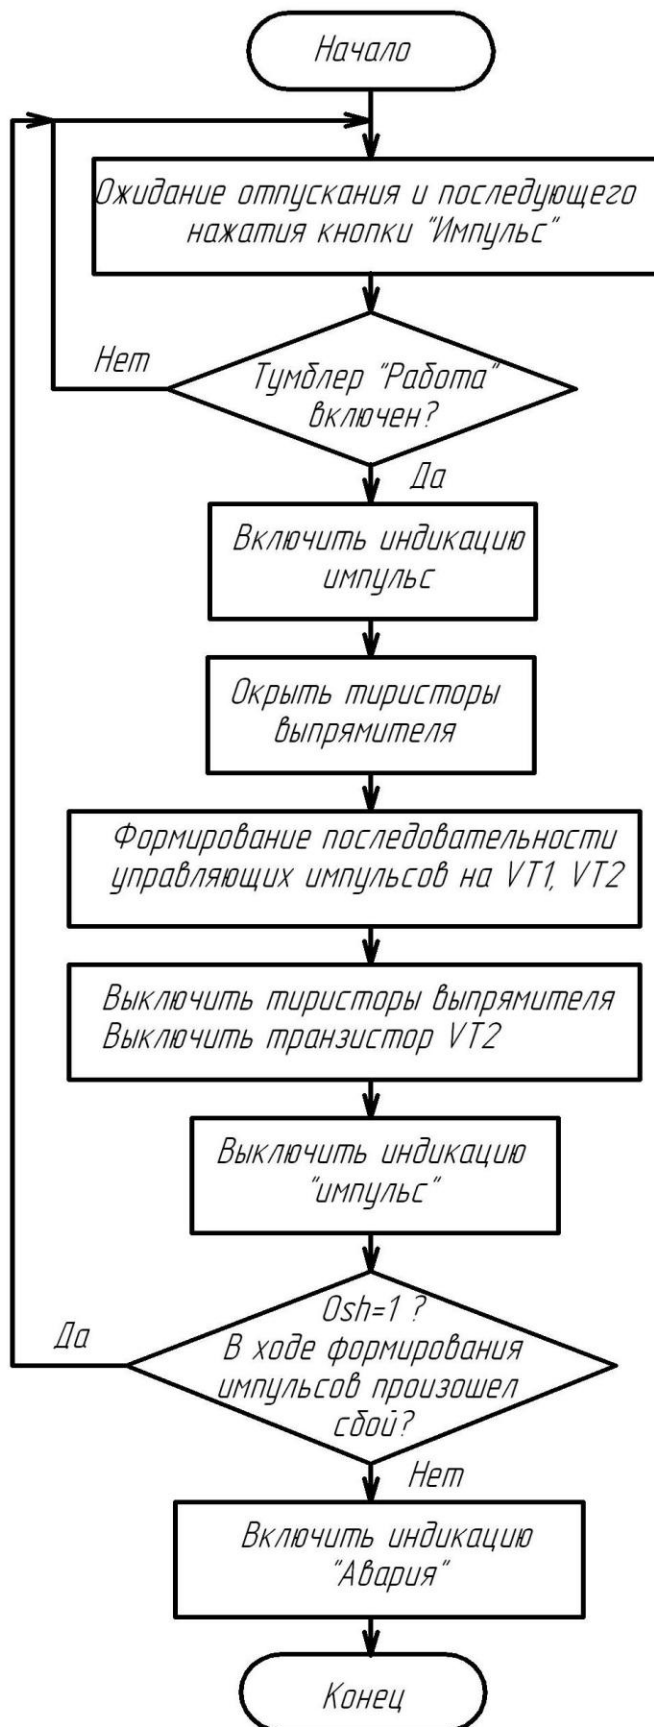 Начало
Ожидание отпускания и последующего
нажатия кнопки "Импульс"
Нет
Тумблер "Работа"
включен?
Да
Включить индикацию
импульс
Окрыть тиристоры
выпрямителя
Формирование последовательности
управляющих импульсов на VT1, VT2
Выключить тиристоры выпрямителя
Выключить транзистор VT2
Выключить индикацию
"импульс"
Osh=1 ?
Да
В ходе формирования
импульсов произошел
сбой?
Нет
Включить индикацию
"Авария"
Конец